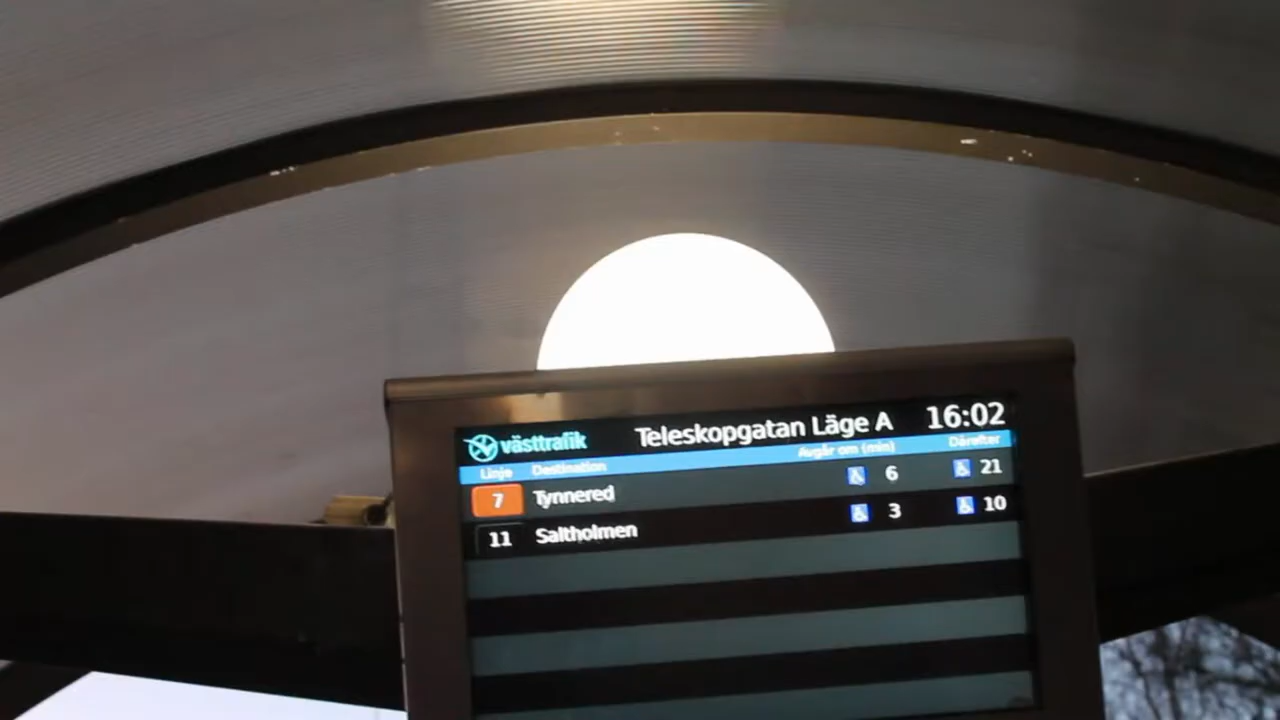 västtrafik Teleskopgatan Läge A 16:02
Linje Destination Avgår om (min) Därefter
7 Tynnered 6 21
11 Saltholmen 3 10